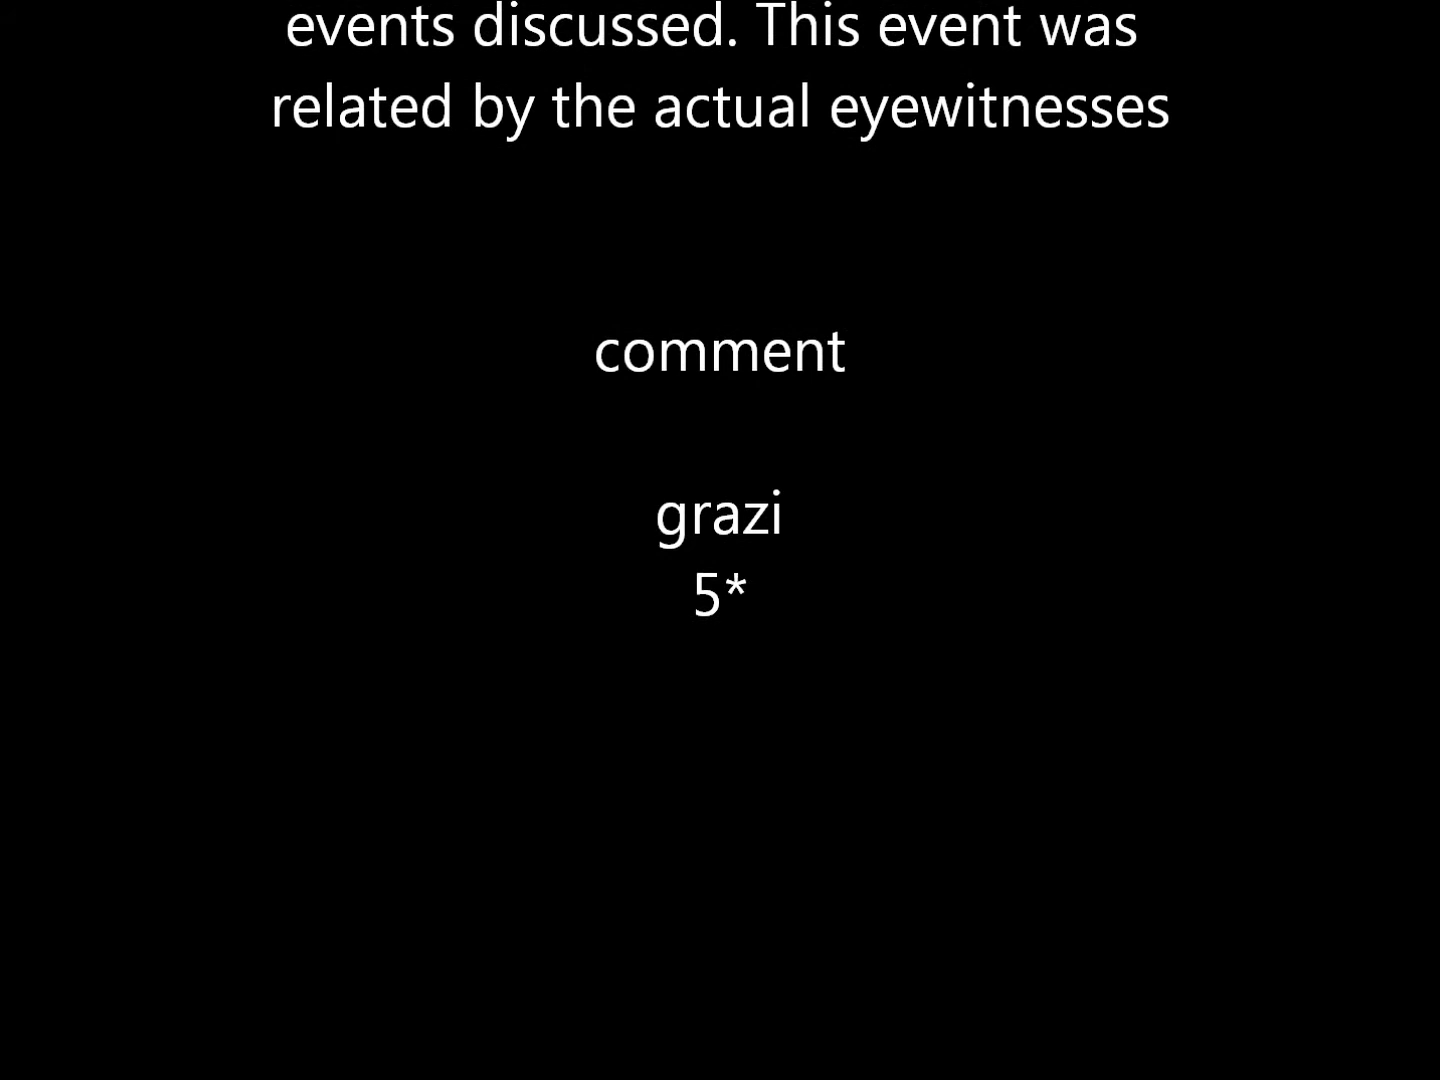 events discussed. This event was
related by the actual eyewitnesses
comment
grazi
5*